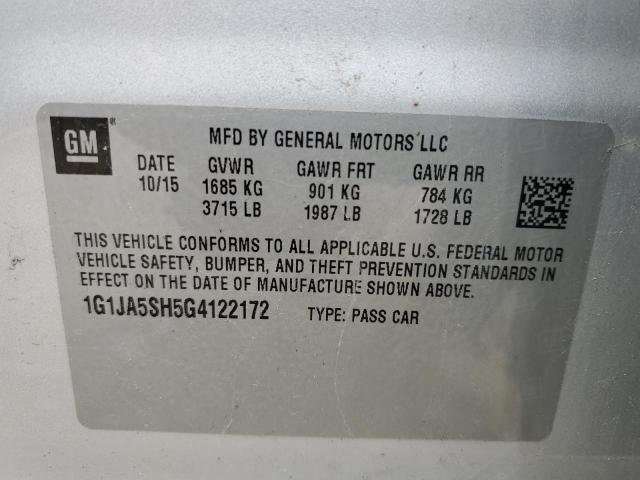 GM
MFD BY GENERAL MOTORS LLC
DATE GVWR GAWR FRT GAWR RR
10/15 1685 KG 901 KG 784 KG
3715 LB 1987 LB 1728 LB
THIS VEHICLE CONFORMS TO ALL APPLICABLE U.S. FEDERAL MOTOR
VEHICLE SAFETY, BUMPER, AND THEFT PREVENTION STANDARDS IN
EFFECT ON THE DATE OF MANUFACTURE SHOWN ABOVE.
1G1JA5SH5G4122172 TYPE: PASS CAR